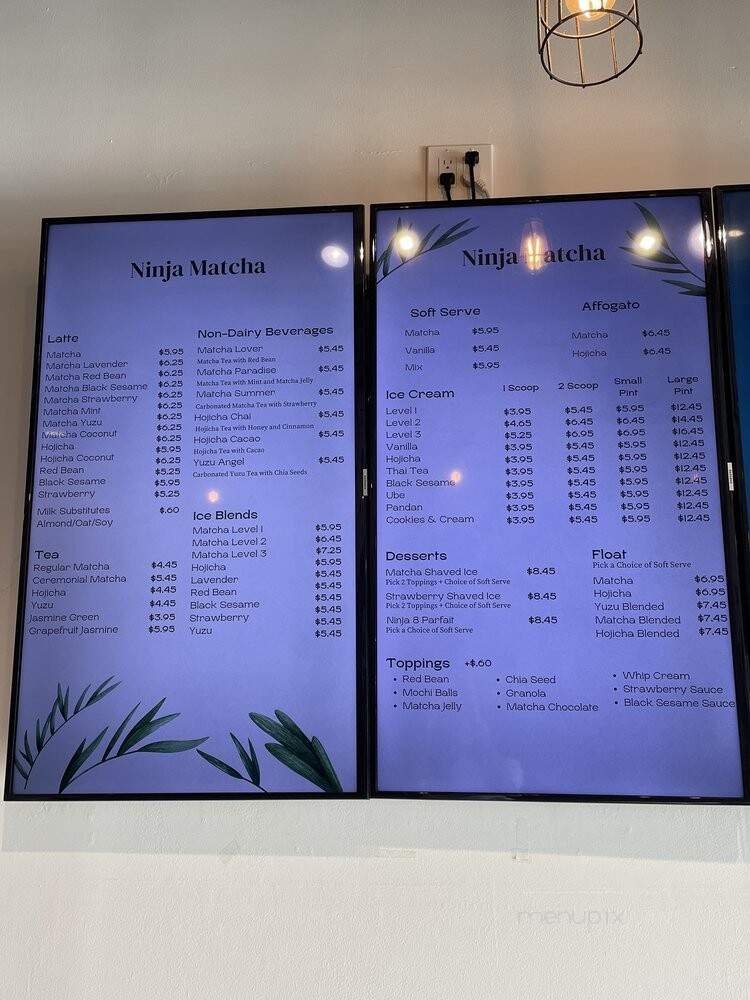 Ninja Matcha
Latte
Matcha $5.95
Matcha Lavender $6.25
Matcha Red Bean $6.25
Matcha Black Sesame $6.25
Matcha Strawberry $6.25
Matcha Mint $6.25
Matcha Yuzu $6.25
Matcha Coconut $6.25
Hojicha $5.95
Hojicha Coconut $6.25
Red Bean $5.25
Black Sesame $5.95
Strawberry $5.25
Milk Substitutes $.60
Almond/Oat/Soy
Tea
Regular Matcha $4.45
Ceremonial Matcha $5.45
Hojicha $4.45
Yuzu $4.45
Jasmine Green $3.95
Grapefruit Jasmine $5.95
Non-Dairy Beverages
Matcha Lover $5.45
Matcha Tea with Red Bean
Matcha Paradise $5.45
Matcha Tea with Mint and Matcha Jelly
Matcha Summer $5.45
Carbonated Matcha Tea with Strawberry
Hojicha Chai $5.45
Hojicha Tea with Honey and Cinnamon
Hojicha Cacao $5.45
Hojicha Tea with Cacao
Yuzu Angel $5.45
Carbonated Yuzu Tea with Chia Seeds
Ice Blends
Matcha Level 1 $5.95
Matcha Level 2 $6.45
Matcha Level 3 $7.25
Hojicha $5.95
Lavender $5.45
Red Bean $5.45
Black Sesame $5.45
Strawberry $5.45
Yuzu $5.45
Ninja Matcha
Soft Serve
Matcha $5.95
Vanilla $5.45
Mix $5.95
Affogato
Matcha $6.45
Hojicha $6.45
Ice Cream 1 Scoop 2 Scoop Small Pint Large Pint
Level 1 $3.95 $5.45 $5.95 $12.45
Level 2 $4.65 $6.45 $6.45 $14.45
Level 3 $5.25 $6.95 $6.95 $16.45
Vanilla $3.95 $5.45 $5.95 $12.45
Hojicha $3.95 $5.45 $5.95 $12.45
Thai Tea $3.95 $5.45 $5.95 $12.45
Black Sesame $3.95 $5.45 $5.95 $12.45
Ube $3.95 $5.45 $5.95 $12.45
Pandan $3.95 $5.45 $5.95 $12.45
Cookies & Cream $3.95 $5.45 $5.95 $12.45
Desserts
Matcha Shaved Ice $8.45
Pick 2 Toppings + Choice of Soft Serve
Strawberry Shaved Ice $8.45
Pick 2 Toppings + Choice of Soft Serve
Ninja 8 Parfait $8.45
Pick a Choice of Soft Serve
Float
Pick a Choice of Soft Serve
Matcha $6.95
Hojicha $6.95
Yuzu Blended $7.45
Matcha Blended $7.45
Hojicha Blended $7.45
Toppings +$.60
• Red Bean
• Mochi Balls
• Matcha Jelly
• Chia Seed
• Granola
• Matcha Chocolate
• Whip Cream
• Strawberry Sauce
• Black Sesame Sauce
menupix